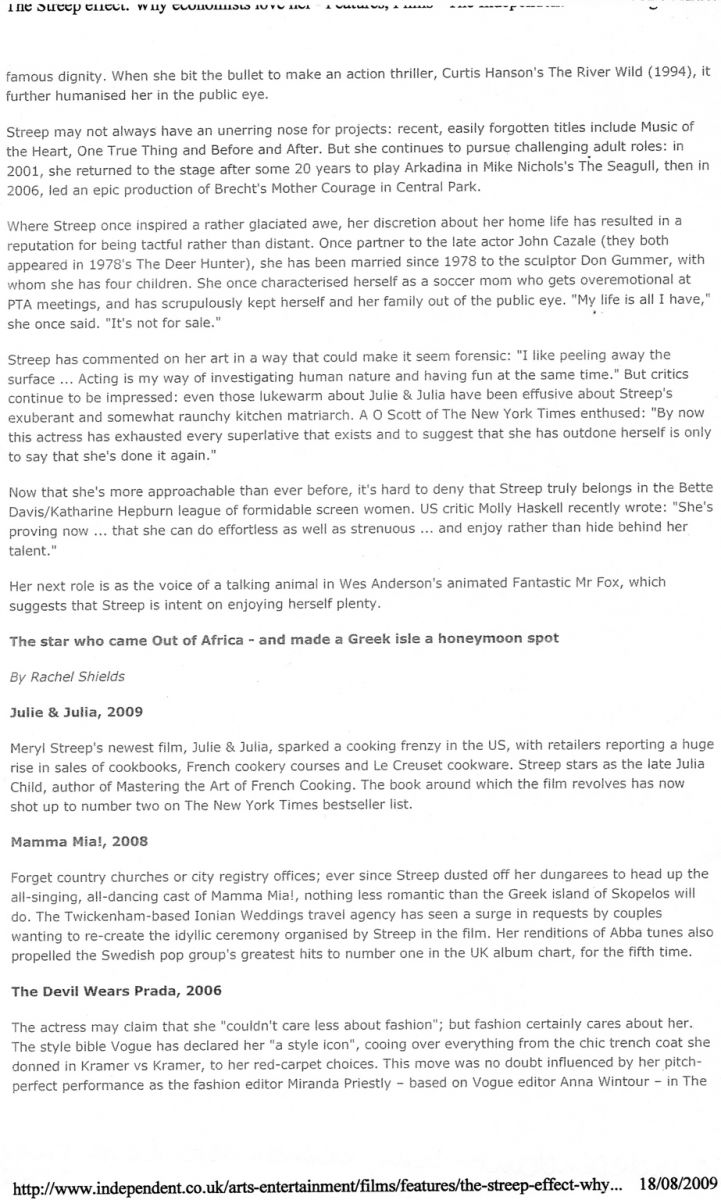 The Streep effect: Why economists love her - Features, Films - The Independent
famous dignity. When she bit the bullet to make an action thriller, Curtis Hanson's The River Wild (1994), it
further humanised her in the public eye.
Streep may not always have an unerring nose for projects: recent, easily forgotten titles include Music of
the Heart, One True Thing and Before and After. But she continues to pursue challenging adult roles: in
2001, she returned to the stage after some 20 years to play Arkadina in Mike Nichols's The Seagull, then in
2006, led an epic production of Brecht's Mother Courage in Central Park.
Where Streep once inspired a rather glaciated awe, her discretion about her home life has resulted in a
reputation for being tactful rather than distant. Once partner to the late actor John Cazale (they both
appeared in 1978's The Deer Hunter), she has been married since 1978 to the sculptor Don Gummer, with
whom she has four children. She once characterised herself as a soccer mom who gets overemotional at
PTA meetings, and has scrupulously kept herself and her family out of the public eye. "My life is all I have,"
she once said. "It's not for sale."
Streep has commented on her art in a way that could make it seem forensic: "I like peeling away the
surface ... Acting is my way of investigating human nature and having fun at the same time." But critics
continue to be impressed: even those lukewarm about Julie & Julia have been effusive about Streep's
exuberant and somewhat raunchy kitchen matriarch. A O Scott of The New York Times enthused: "By now
this actress has exhausted every superlative that exists and to suggest that she has outdone herself is only
to say that she's done it again."
Now that she's more approachable than ever before, it's hard to deny that Streep truly belongs in the Bette
Davis/Katharine Hepburn league of formidable screen women. US critic Molly Haskell recently wrote: "She's
proving now ... that she can do effortless as well as strenuous ... and enjoy rather than hide behind her
talent."
Her next role is as the voice of a talking animal in Wes Anderson's animated Fantastic Mr Fox, which
suggests that Streep is intent on enjoying herself plenty.
The star who came Out of Africa - and made a Greek isle a honeymoon spot
By Rachel Shields
Julie & Julia, 2009
Meryl Streep's newest film, Julie & Julia, sparked a cooking frenzy in the US, with retailers reporting a huge
rise in sales of cookbooks, French cookery courses and Le Creuset cookware. Streep stars as the late Julia
Child, author of Mastering the Art of French Cooking. The book around which the film revolves has now
shot up to number two on The New York Times bestseller list.
Mamma Mia!, 2008
Forget country churches or city registry offices; ever since Streep dusted off her dungarees to head up the
all-singing, all-dancing cast of Mamma Mia!, nothing less romantic than the Greek island of Skopelos will
do. The Twickenham-based Ionian Weddings travel agency has seen a surge in requests by couples
wanting to re-create the idyllic ceremony organised by Streep in the film. Her renditions of Abba tunes also
propelled the Swedish pop group's greatest hits to number one in the UK album chart, for the fifth time.
The Devil Wears Prada, 2006
The actress may claim that she "couldn't care less about fashion"; but fashion certainly cares about her.
The style bible Vogue has declared her "a style icon", cooing over everything from the chic trench coat she
donned in Kramer vs Kramer, to her red-carpet choices. This move was no doubt influenced by her pitch-
perfect performance as the fashion editor Miranda Priestly – based on Vogue editor Anna Wintour – in The
http://www.independent.co.uk/arts-entertainment/films/features/the-streep-effect-why... 18/08/2009